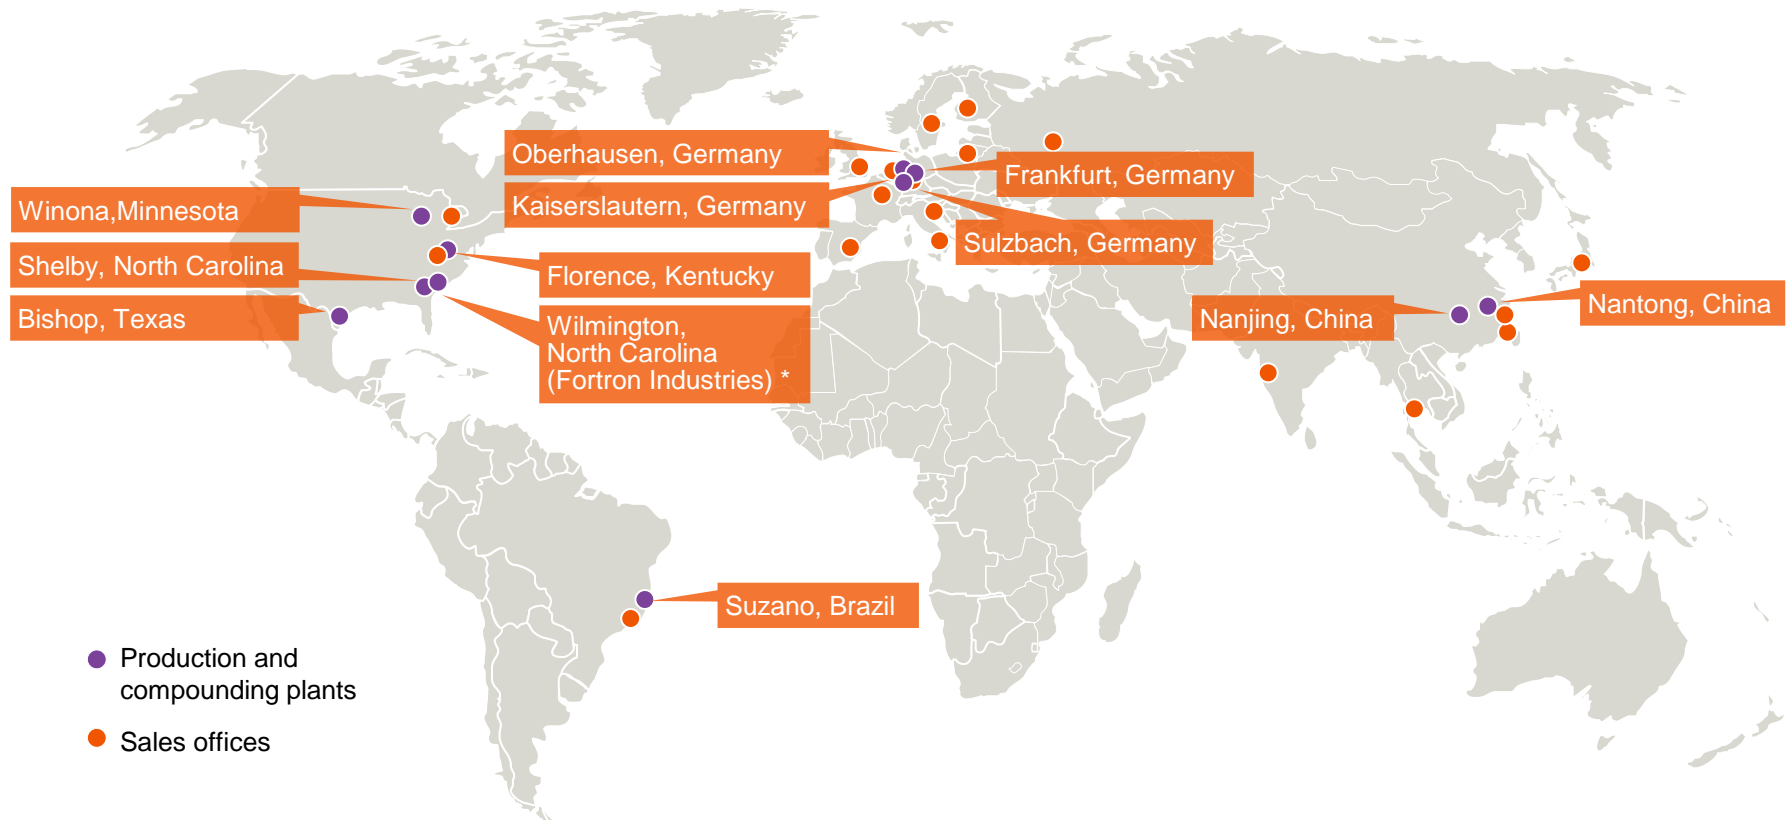 Oberhausen, Germany
Frankfurt, Germany
Winona,Minnesota
Kaiserslautern, Germany
Sulzbach, Germany
Shelby, North Carolina
Florence, Kentucky
Bishop, Texas
Wilmington,
North Carolina
(Fortron Industries) *
Nanjing, China
Nantong, China
Suzano, Brazil
Production and
compounding plants
Sales offices